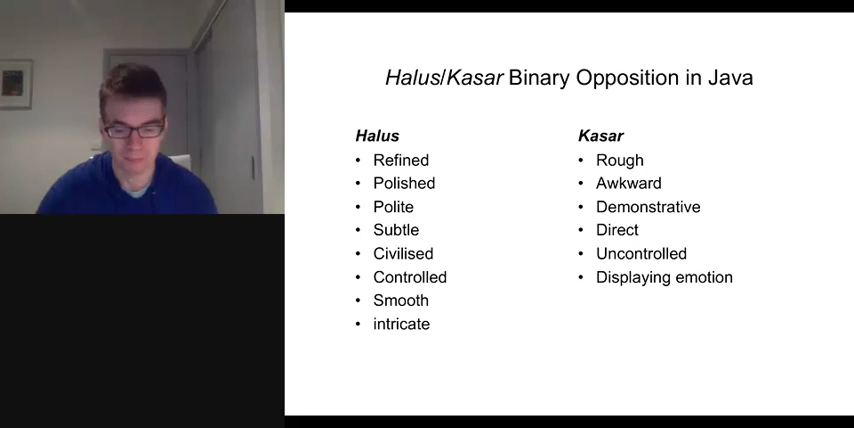 Halus/Kasar Binary Opposition in Java
Halus
• Refined
• Polished
• Polite
• Subtle
• Civilised
• Controlled
• Smooth
• intricate
Kasar
• Rough
• Awkward
• Demonstrative
• Direct
• Uncontrolled
• Displaying emotion